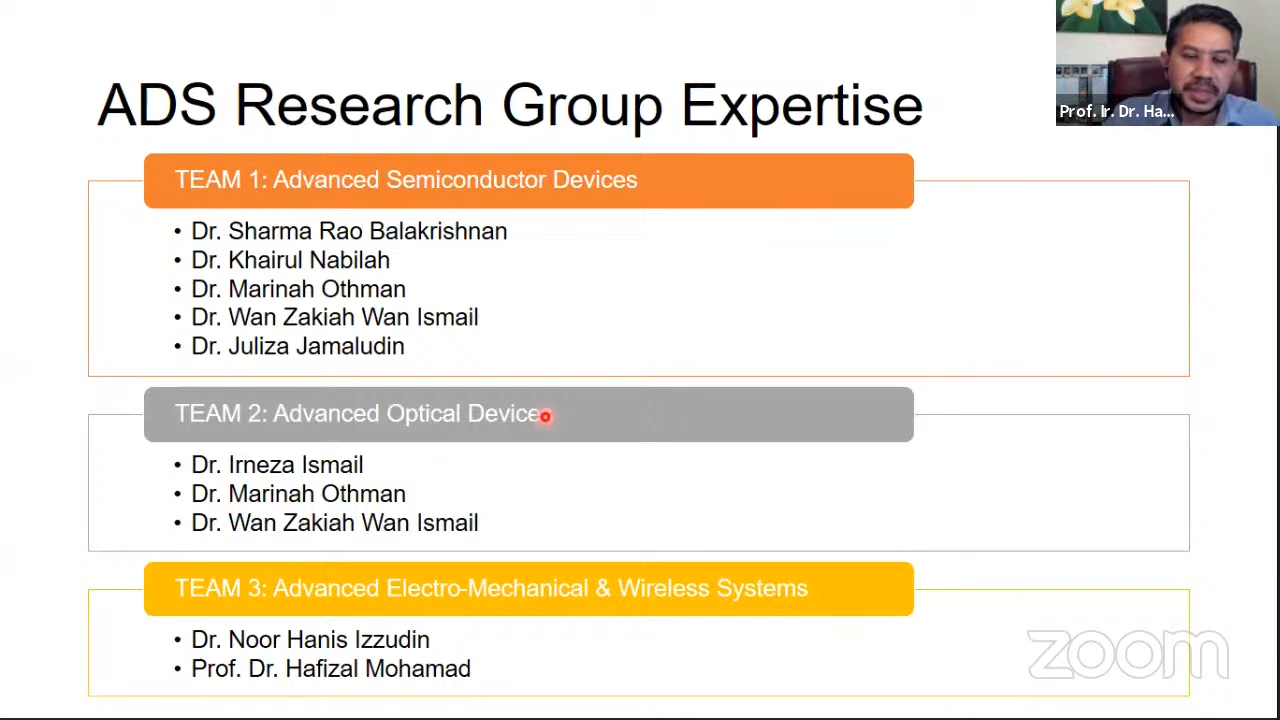 ADS Research Group Expertise
Prof. Ir. Dr. Ha...
TEAM 1: Advanced Semiconductor Devices
• Dr. Sharma Rao Balakrishnan
• Dr. Khairul Nabilah
• Dr. Marinah Othman
• Dr. Wan Zakiah Wan Ismail
• Dr. Juliza Jamaludin
TEAM 2: Advanced Optical Devices
• Dr. Irneza Ismail
• Dr. Marinah Othman
• Dr. Wan Zakiah Wan Ismail
TEAM 3: Advanced Electro-Mechanical & Wireless Systems
• Dr. Noor Hanis Izzudin
• Prof. Dr. Hafizal Mohamad
zoom